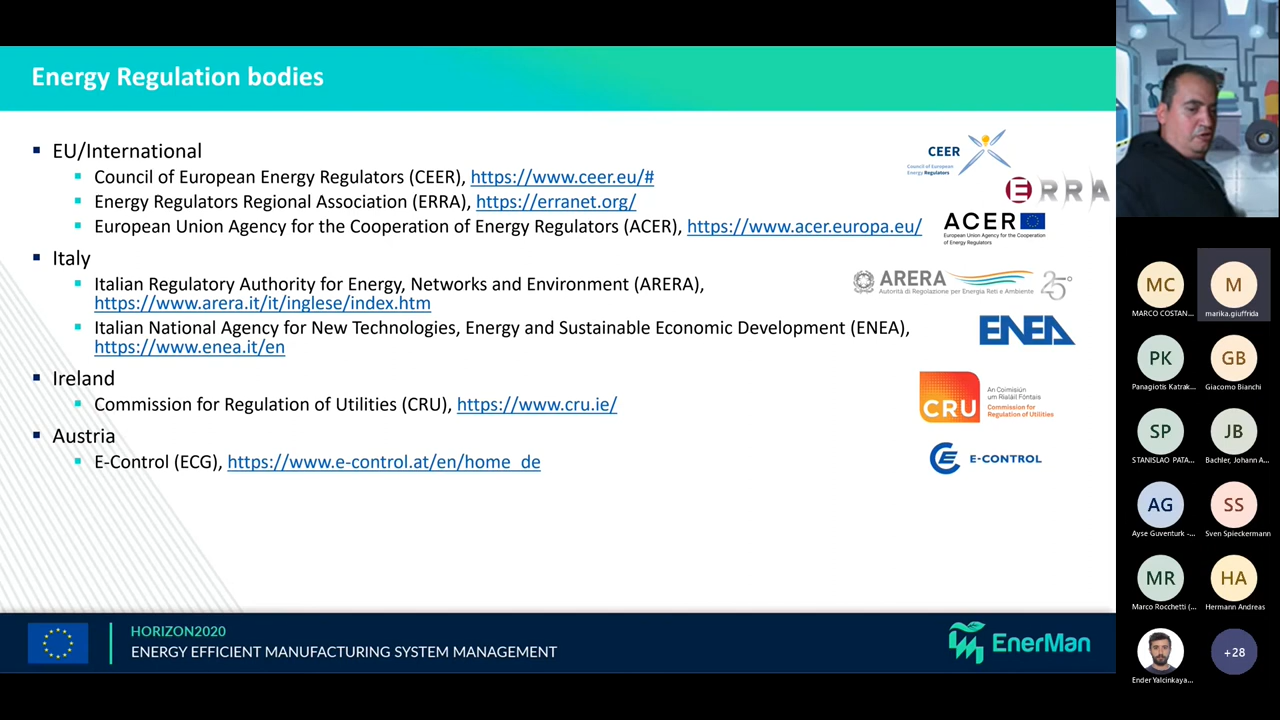 Energy Regulation bodies
EU/International
Council of European Energy Regulators (CEER), https://www.ceer.eu/#
Energy Regulators Regional Association (ERRA), https://erranet.org/
European Union Agency for the Cooperation of Energy Regulators (ACER), https://www.acer.europa.eu/
Italy
Italian Regulatory Authority for Energy, Networks and Environment (ARERA),
https://www.arera.it/it/inglese/index.htm
Italian National Agency for New Technologies, Energy and Sustainable Economic Development (ENEA),
https://www.enea.it/en
Ireland
Commission for Regulation of Utilities (CRU), https://www.cru.ie/
Austria
E-Control (ECG), https://www.e-control.at/en/home_de
CEER
Council of European
Energy Regulators
ERRA
ACER
European Union Agency for the Cooperation
of Energy Regulators
ARERA
Autorità di Regolazione per Energia Reti e Ambiente
25°
ENEA
CRU
An Coimisiún
um Rialáil Fóntais
Commission for
Regulation of Utilities
E-CONTROL
HORIZON2020
ENERGY EFFICIENT MANUFACTURING SYSTEM MANAGEMENT
EnerMan
MC
MARCO COSTAN...
M
marika.giuffrida
PK
Panagiotis Katrak...
GB
Giacomo Bianchi
SP
STANISLAO PATA...
JB
Bachler, Johann A...
AG
Ayse Guventurk -...
SS
Sven Spieckermann
MR
Marco Rocchetti (...
HA
Hermann Andreas
Ender Yalcinkaya...
+28